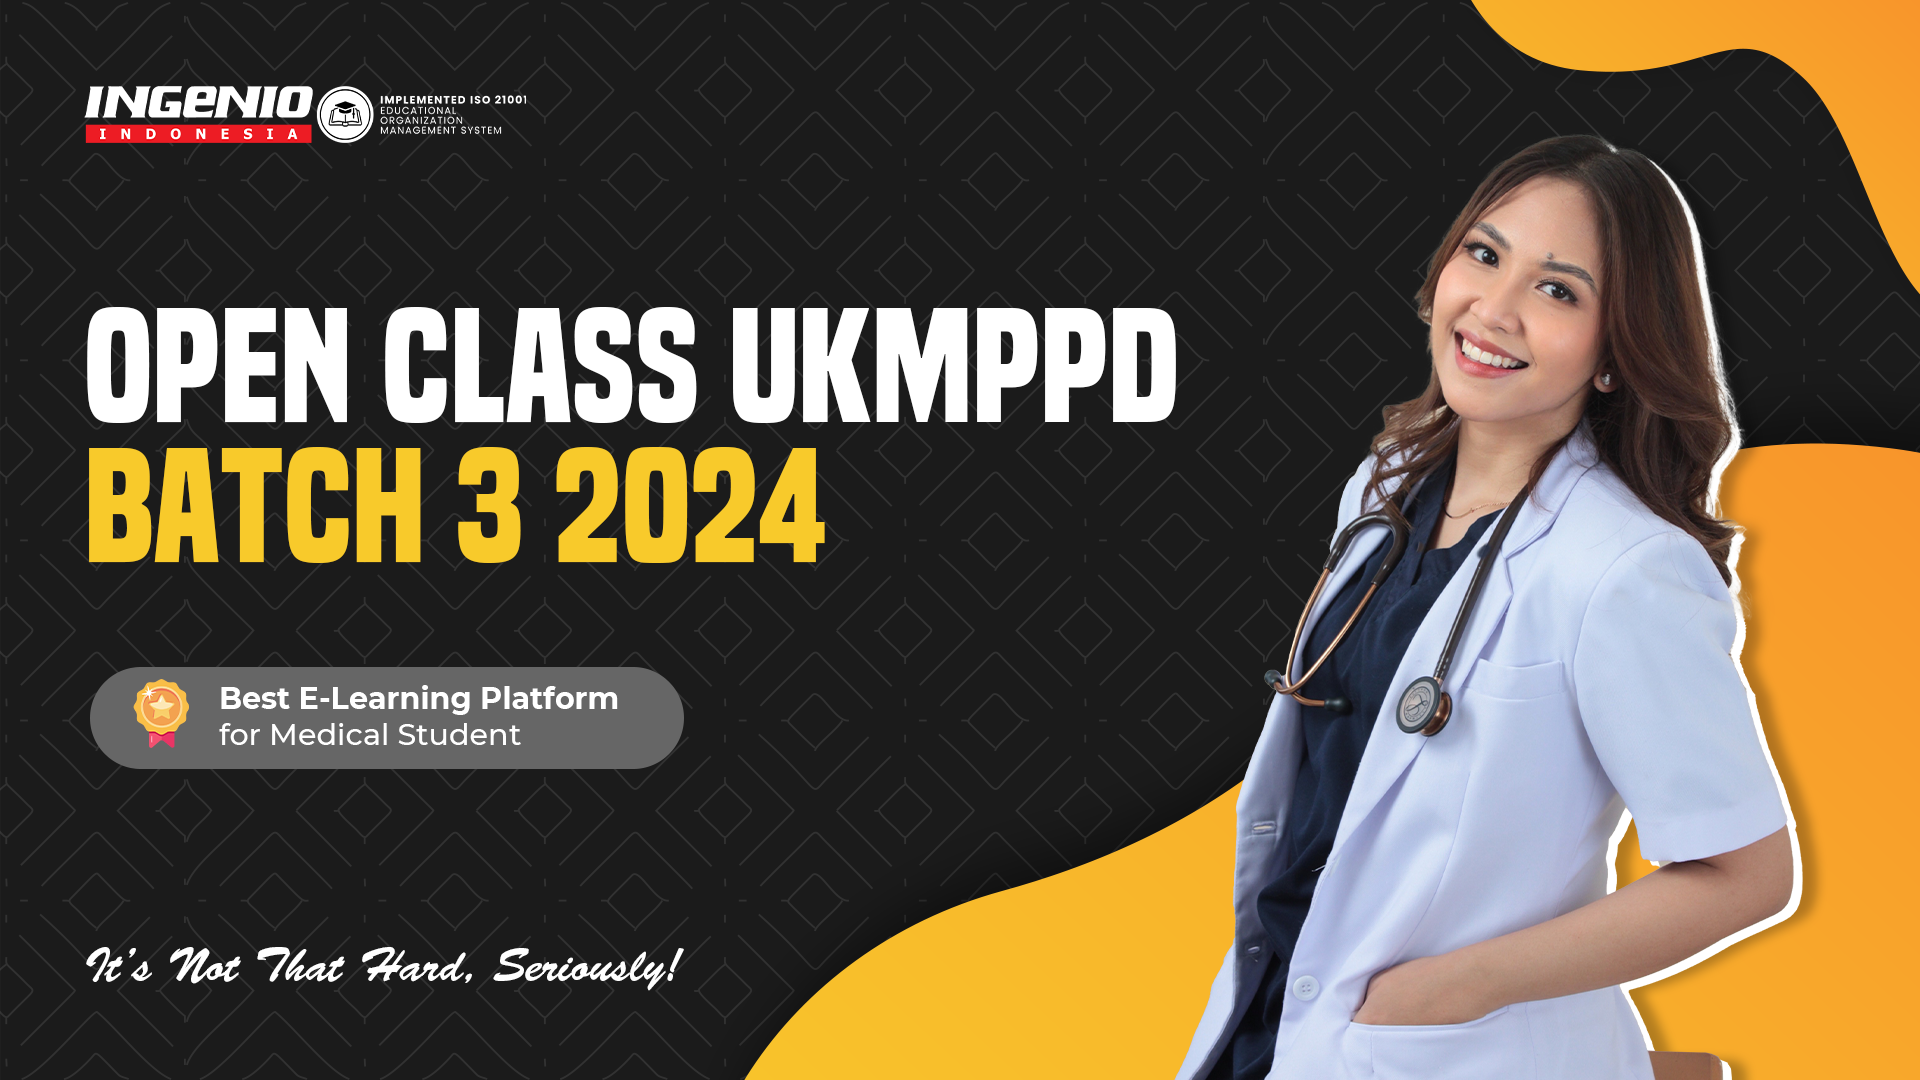 INGENIO
INDONESIA
IMPLEMENTED ISO 21001
EDUCATIONAL
ORGANIZATION
MANAGEMENT SYSTEM
OPEN CLASS UKMPPD
BATCH 3 2024
Best E-Learning Platform
for Medical Student
It's Not That Hard, Seriously!